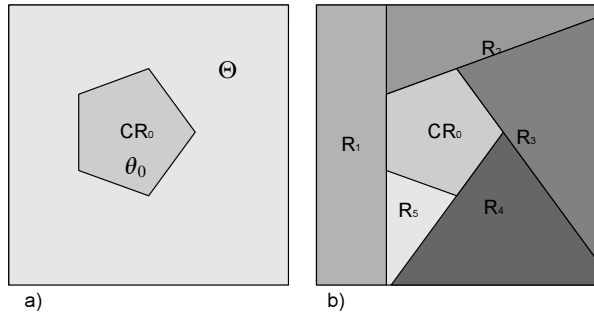 Θ
CR₀
θ₀
a)
R₁
R₂
CR₀
R₃
R₄
R₅
b)